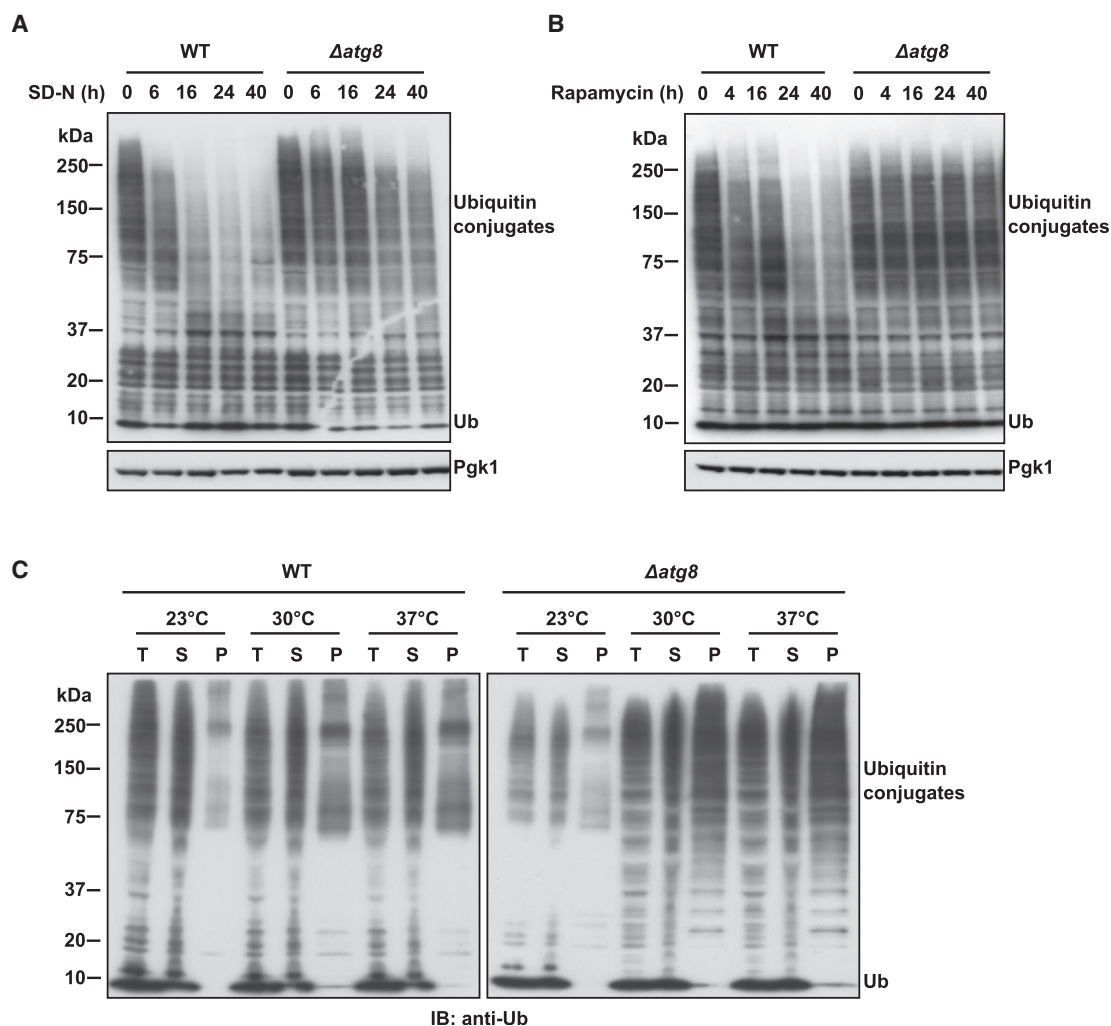 A
WT
Δatg8
SD-N (h) 0 6 16 24 40 0 6 16 24 40
kDa
250
150
75
37
20
10
Ubiquitin
conjugates
Ub
Pgk1
B
WT
Δatg8
Rapamycin (h) 0 4 16 24 40 0 4 16 24 40
kDa
250
150
75
37
20
10
Ubiquitin
conjugates
Ub
Pgk1
C
WT
Δatg8
23°C 30°C 37°C 23°C 30°C 37°C
T S P T S P T S P T S P T S P T S P
kDa
250
150
75
37
20
10
Ubiquitin
conjugates
Ub
IB: anti-Ub